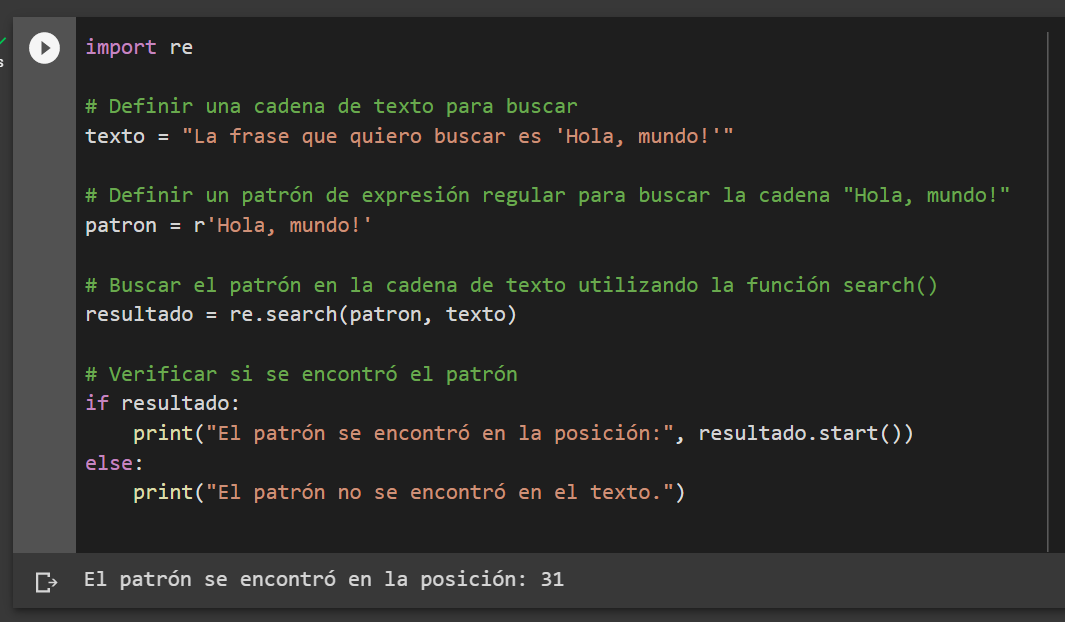 import re
# Definir una cadena de texto para buscar
texto = "La frase que quiero buscar es 'Hola, mundo!'"
# Definir un patrón de expresión regular para buscar la cadena "Hola, mundo!"
patron = r'Hola, mundo!'
# Buscar el patrón en la cadena de texto utilizando la función search()
resultado = re.search(patron, texto)
# Verificar si se encontró el patrón
if resultado:
    print("El patrón se encontró en la posición:", resultado.start())
else:
    print("El patrón no se encontró en el texto.")
El patrón se encontró en la posición: 31